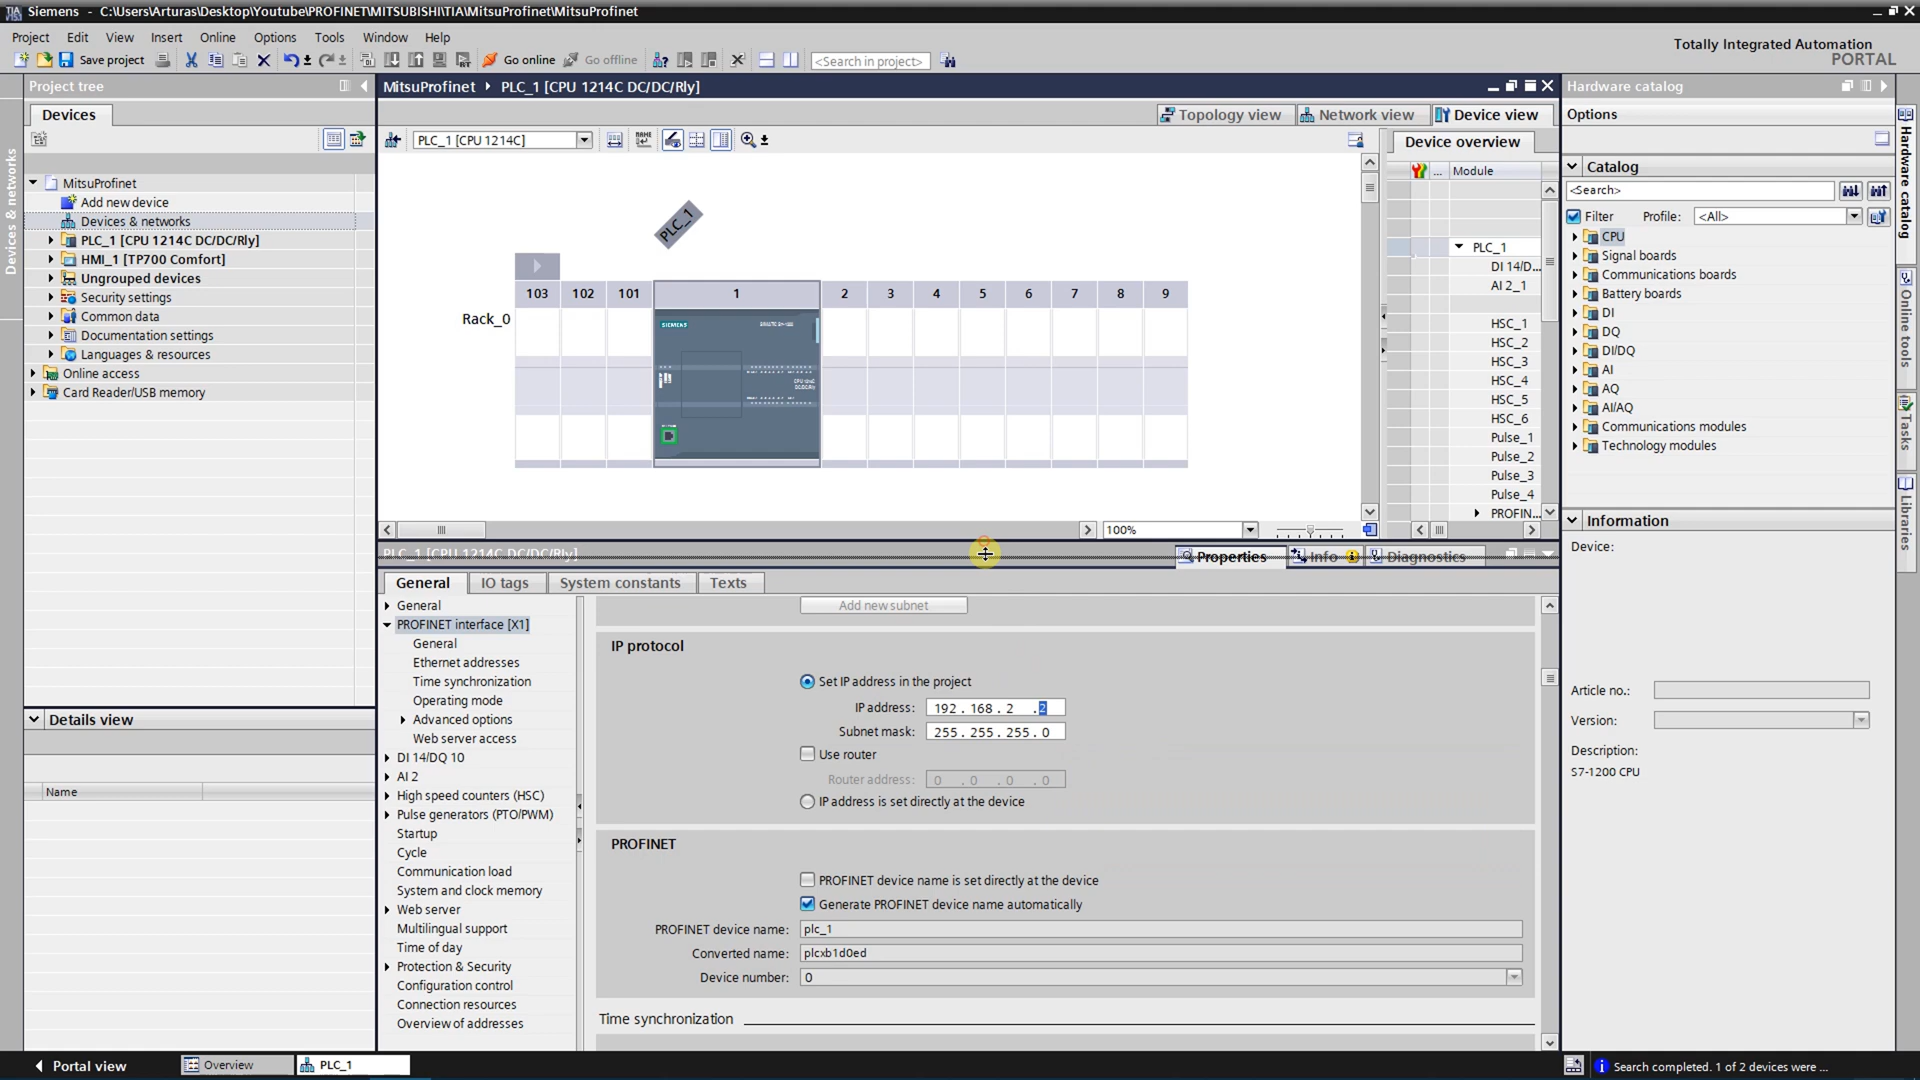 Siemens - C:\Users\Arturas\Desktop\Youtube\PROFINET\MITSUBISHI\TIA\MitsuProfinet\MitsuProfinet
Project Edit View Insert Online Options Tools Window Help
Totally Integrated Automation
PORTAL
Save project
Go online
Go offline
<Search in project>
Project tree
MitsuProfinet
PLC_1 [CPU 1214C DC/DC/Rly]
Hardware catalog
Devices
Topology view
Network view
Device view
Options
PLC_1 [CPU 1214C]
Device overview
... Module
MitsuProfinet
Add new device
Devices & networks
PLC_1 [CPU 1214C DC/DC/Rly]
HMI_1 [TP700 Comfort]
Ungrouped devices
Security settings
Common data
Documentation settings
Languages & resources
Online access
Card Reader/USB memory
Details view
Name
Devices & networks
PLC_1
Rack_0
103 102 101 1 2 3 4 5 6 7 8 9
SIEMENS
100%
PLC_1
DI 14/D...
AI 2_1
HSC_1
HSC_2
HSC_3
HSC_4
HSC_5
HSC_6
Pulse_1
Pulse_2
Pulse_3
Pulse_4
PROFIN...
Catalog
<Search>
Filter
Profile: <All>
CPU
Signal boards
Communications boards
Battery boards
DI
DQ
DI/DQ
AI
AQ
AI/AQ
Communications modules
Technology modules
Information
Device:
Article no.:
Version:
Description:
S7-1200 CPU
Hardware catalog
Online tools
Tasks
Libraries
PLC_1 [CPU 1214C DC/DC/Rly]
Properties
Info
Diagnostics
General
IO tags
System constants
Texts
General
PROFINET interface [X1]
General
Ethernet addresses
Time synchronization
Operating mode
Advanced options
Web server access
DI 14/DQ 10
AI 2
High speed counters (HSC)
Pulse generators (PTO/PWM)
Startup
Cycle
Communication load
System and clock memory
Web server
Multilingual support
Time of day
Protection & Security
Configuration control
Connection resources
Overview of addresses
Add new subnet
IP protocol
Set IP address in the project
IP address: 192 . 168 . 2 . 2
Subnet mask: 255 . 255 . 255 . 0
Use router
Router address: 0 . 0 . 0 . 0
IP address is set directly at the device
PROFINET
PROFINET device name is set directly at the device
Generate PROFINET device name automatically
PROFINET device name: plc_1
Converted name: plcxb1d0ed
Device number: 0
Time synchronization
Portal view
Overview
PLC_1
Search completed. 1 of 2 devices were ...